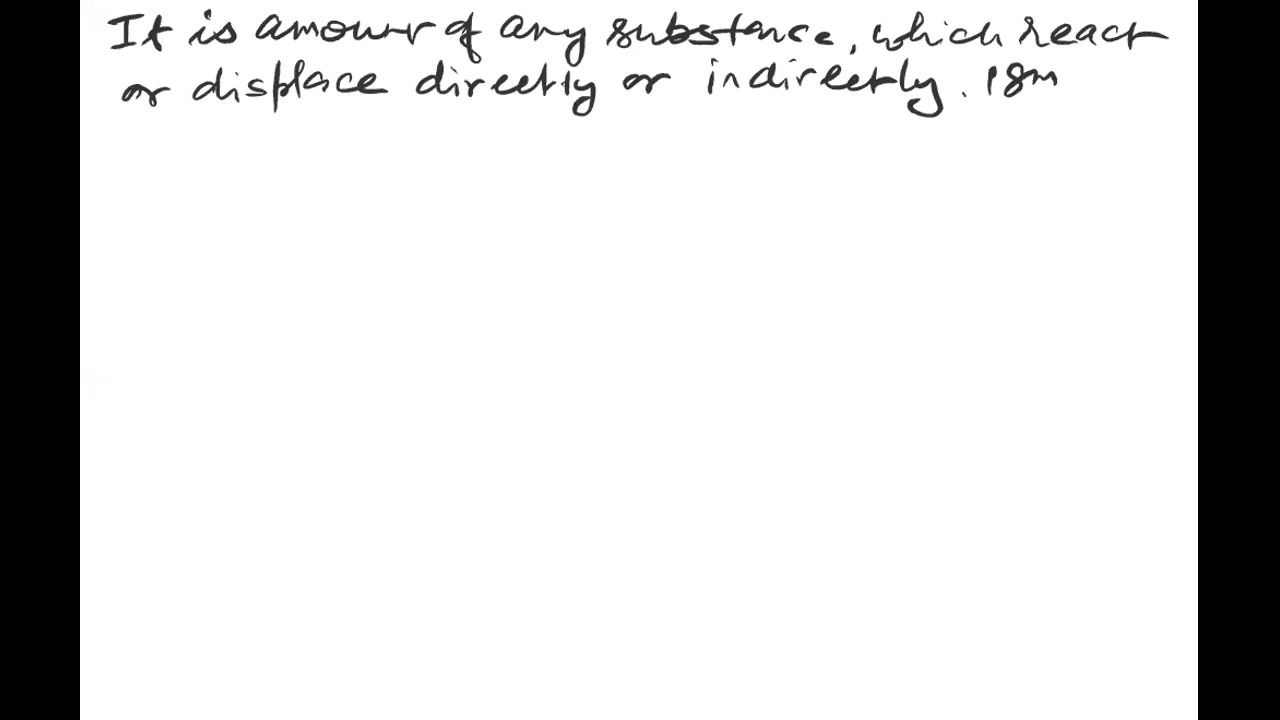 It is amount of any substance, which react
or displace directly or indirectly. 1gm